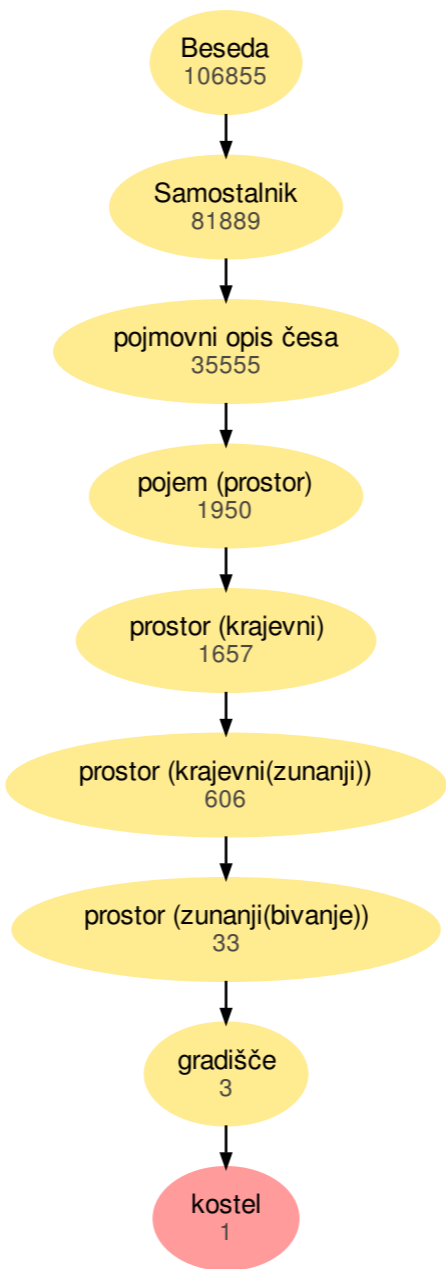 Beseda
106855
Samostalnik
81889
pojmovni opis česa
35555
pojem (prostor)
1950
prostor (krajevni)
1657
prostor (krajevni(zunanji))
606
prostor (zunanji(bivanje))
33
gradišče
3
kostel
1